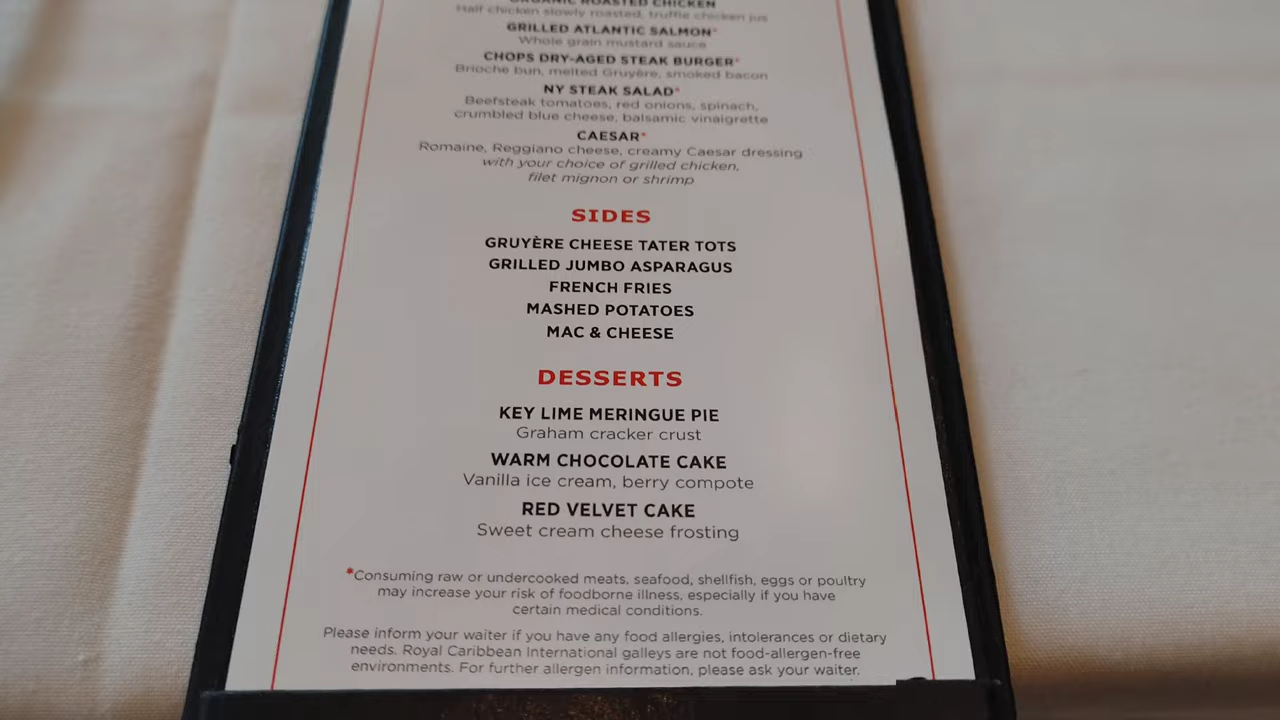 ORGANIC ROASTED CHICKEN
Half chicken slowly roasted, truffle chicken jus
GRILLED ATLANTIC SALMON*
Whole grain mustard sauce
CHOPS DRY-AGED STEAK BURGER*
Brioche bun, melted Gruyère, smoked bacon
NY STEAK SALAD*
Beefsteak tomatoes, red onions, spinach,
crumbled blue cheese, balsamic vinaigrette
CAESAR*
Romaine, Reggiano cheese, creamy Caesar dressing
with your choice of grilled chicken,
filet mignon or shrimp
SIDES
GRUYÈRE CHEESE TATER TOTS
GRILLED JUMBO ASPARAGUS
FRENCH FRIES
MASHED POTATOES
MAC & CHEESE
DESSERTS
KEY LIME MERINGUE PIE
Graham cracker crust
WARM CHOCOLATE CAKE
Vanilla ice cream, berry compote
RED VELVET CAKE
Sweet cream cheese frosting
*Consuming raw or undercooked meats, seafood, shellfish, eggs or poultry
may increase your risk of foodborne illness, especially if you have
certain medical conditions.
Please inform your waiter if you have any food allergies, intolerances or dietary
needs. Royal Caribbean International galleys are not food-allergen-free
environments. For further allergen information, please ask your waiter.